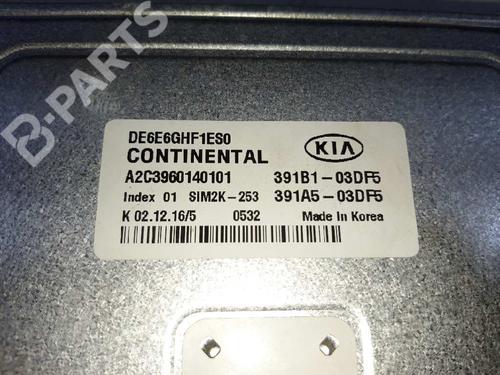 B-PARTS
DE6E6GHF1ES0
CONTINENTAL
KIA
A2C3960140101 391B1-03DF5
Index 01 SIM2K-253 391A5-03DF5
K 02.12.16/5 0532 Made in Korea
B-PARTS